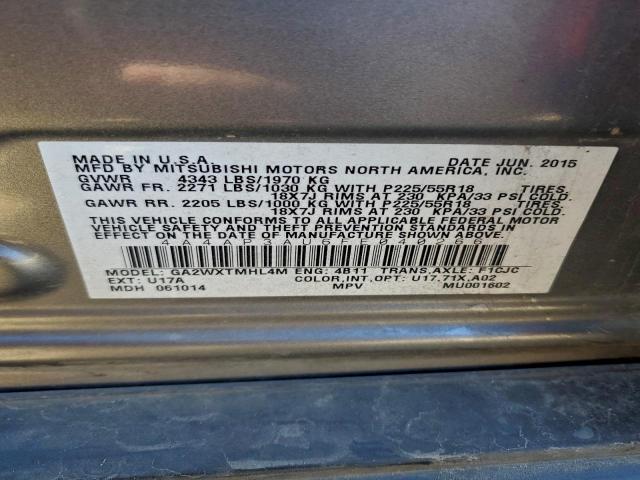 MADE IN U.S.A. DATE JUN. 2015
MFD BY MITSUBISHI MOTORS NORTH AMERICA, INC.
GVWR 4343 LBS/1970 KG
GAWR FR. 2271 LBS/1030 KG WITH P225/55R18 TIRES,
18X7J RIMS AT 230 KPA/33 PSI COLD.
GAWR RR. 2205 LBS/1000 KG WITH P225/55R18 TIRES,
18X7J RIMS AT 230 KPA/33 PSI COLD.
THIS VEHICLE CONFORMS TO ALL APPLICABLE FEDERAL MOTOR
VEHICLE SAFETY AND THEFT PREVENTION STANDARDS IN EFFECT
ON THE DATE OF MANUFACTURE SHOWN ABOVE.
4A4AP3AU6FE040266
MODEL: GA2WXTMHL4M ENG: 4B11 TRANS,AXLE: F1CJC
EXT: U17A COLOR,INT,OPT: U17,71X,A02
MDH 061014 MPV MU001602